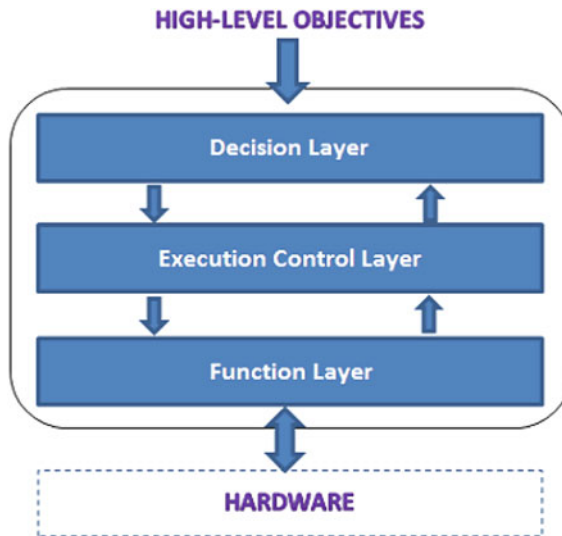 HIGH-LEVEL OBJECTIVES
Decision Layer
Execution Control Layer
Function Layer
HARDWARE